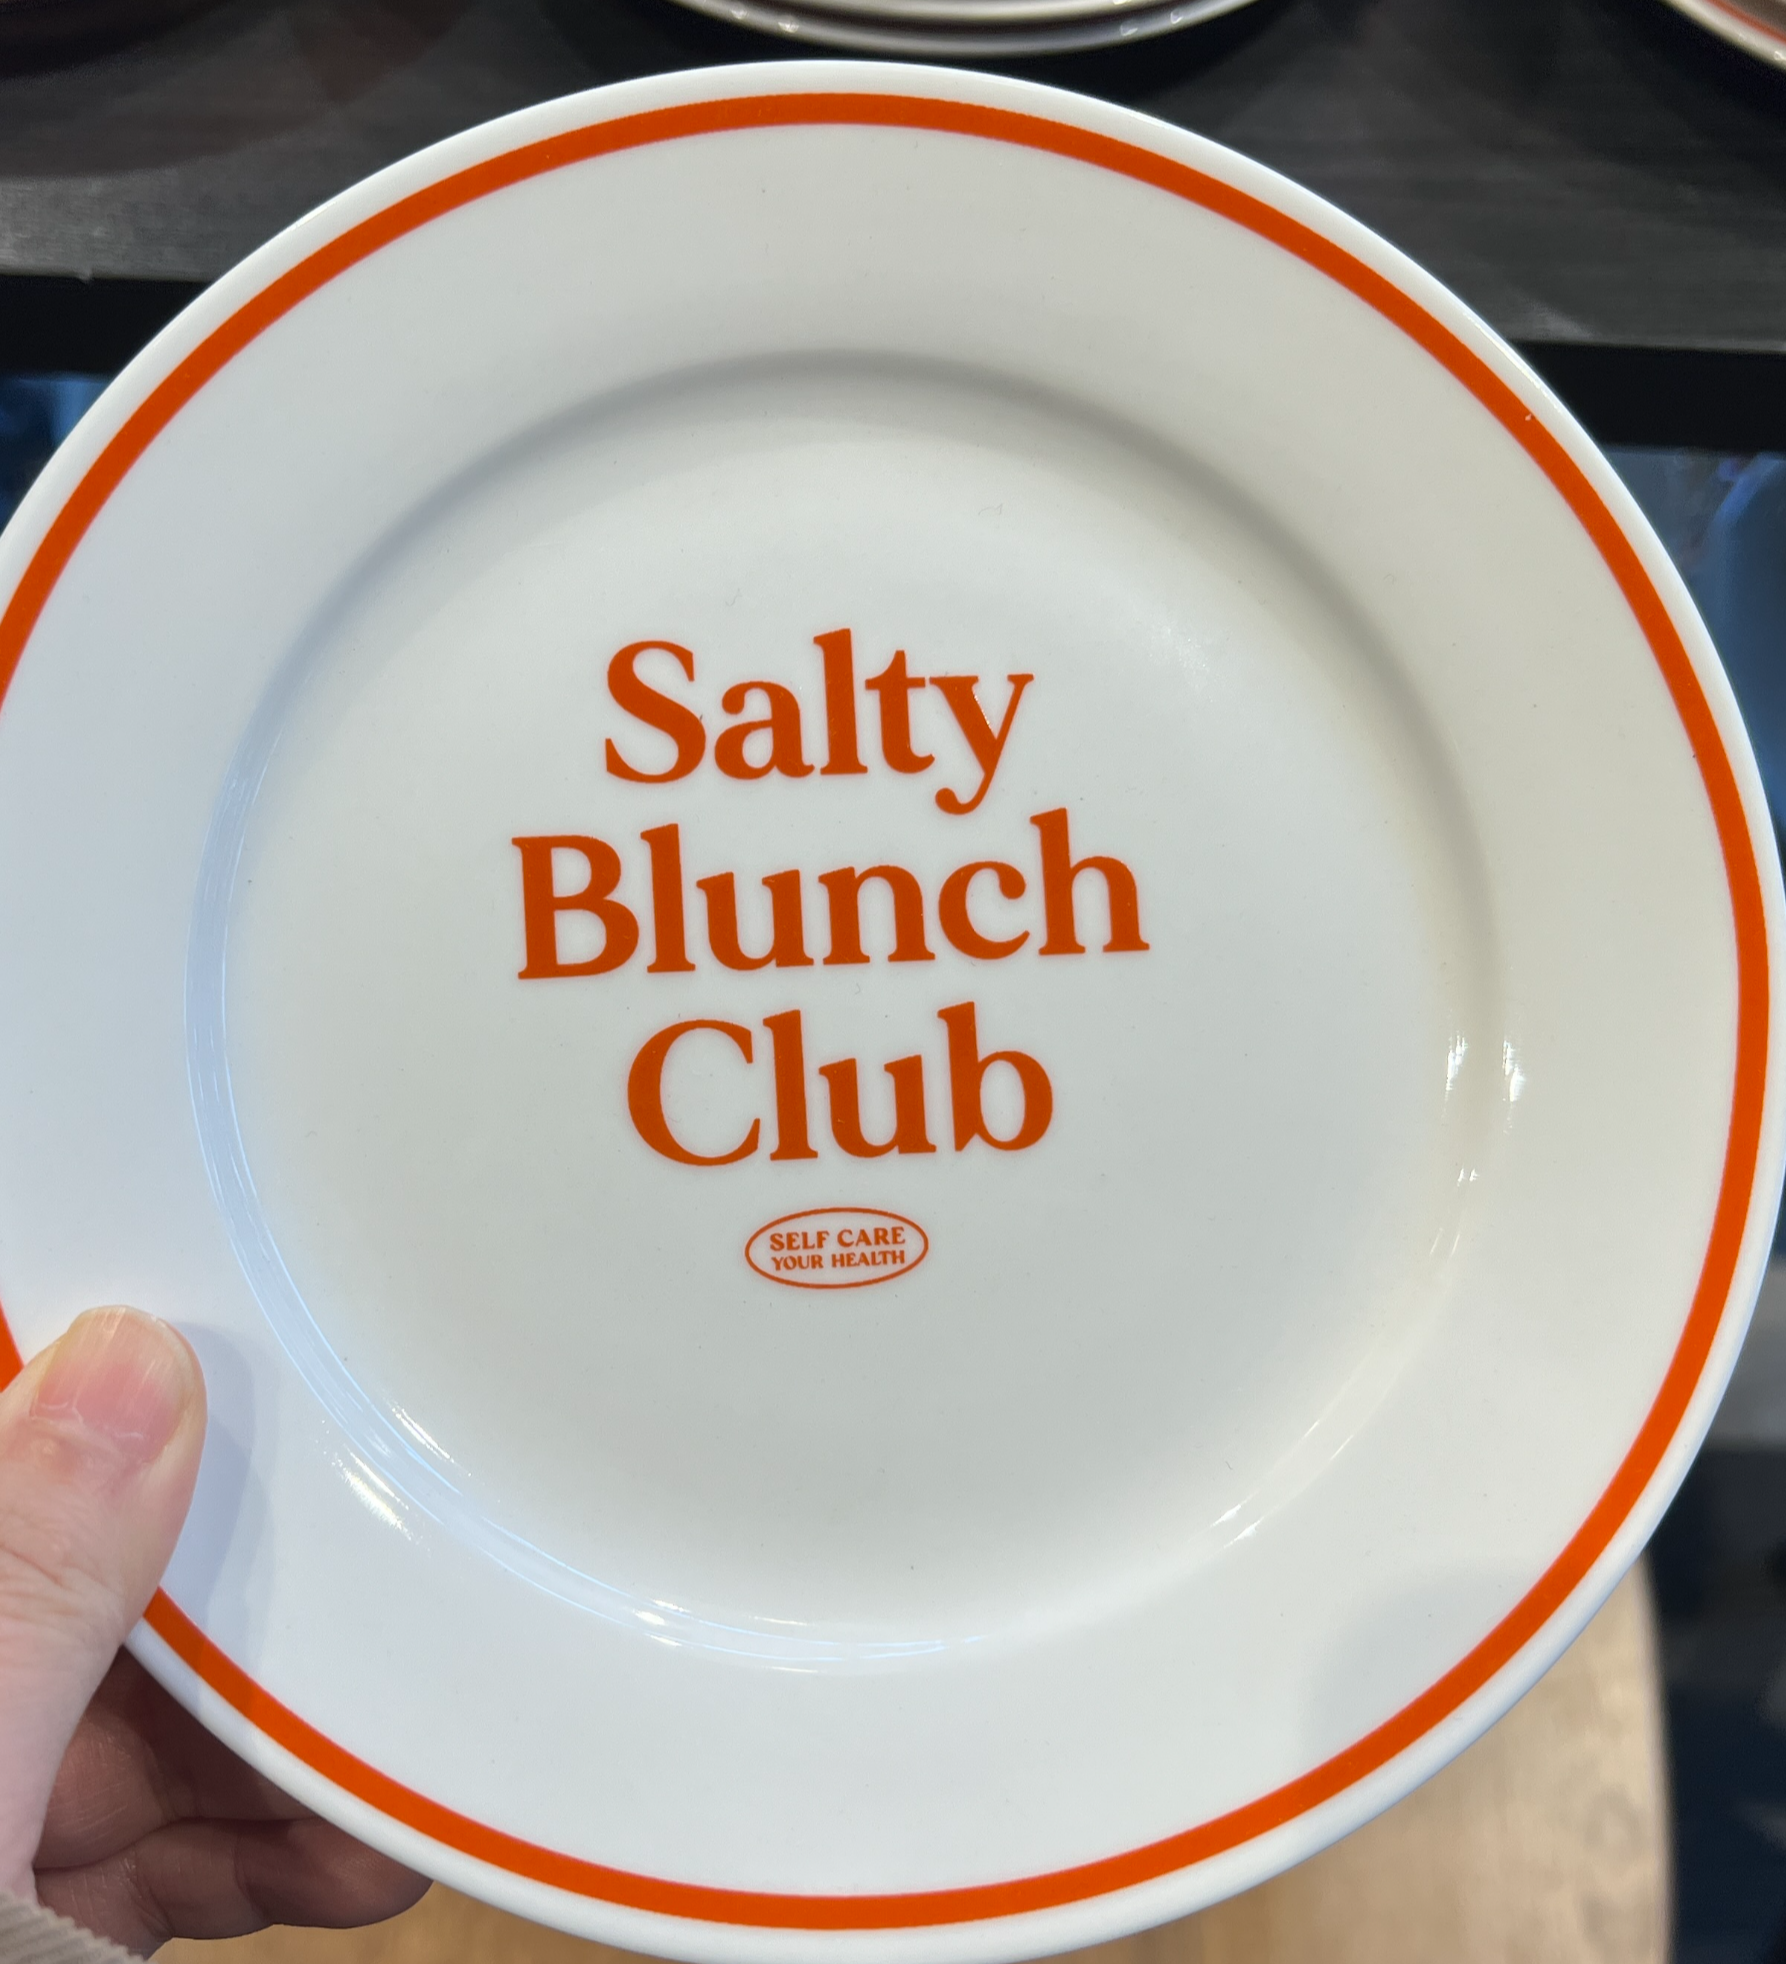 Salty
Blunch
Club
SELF CARE
YOUR HEALTH